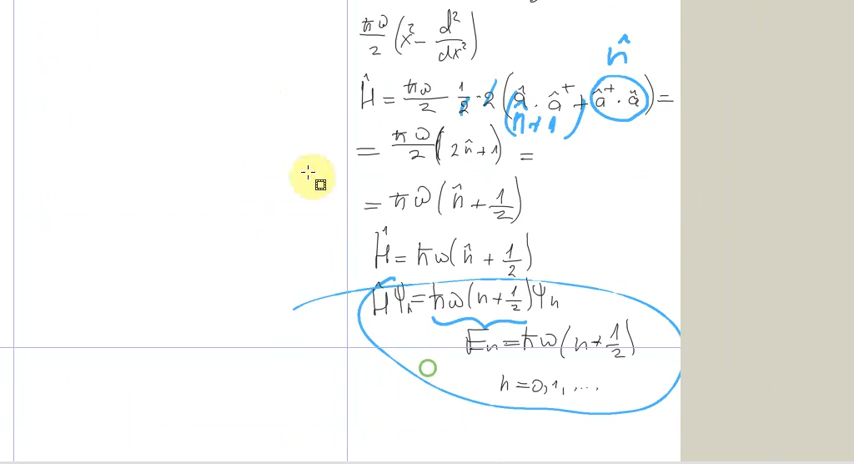 ħω/2 (x² − d²/dx²)
n̂
Ĥ = ħω/2 1/2 · 2 (â · â⁺ + â⁺ · â) =
(n̂ + 1)
= ħω/2 (2n̂ + 1) =
= ħω (n̂ + 1/2)
Ĥ = ħω (n̂ + 1/2)
Ĥψₙ = ħω (n + 1/2) ψₙ
Eₙ = ħω (n + 1/2)
n = 0, 1, ...